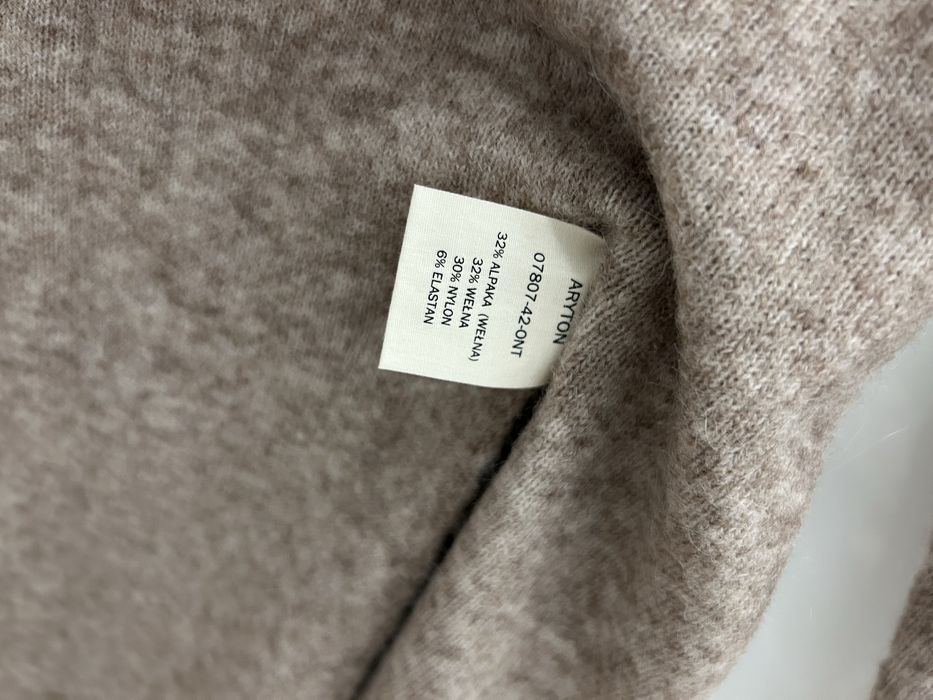 ARYTON
07807-42-ONT
32% ALPAKA (WEŁNA)
32% WEŁNA
30% NYLON
6% ELASTAN